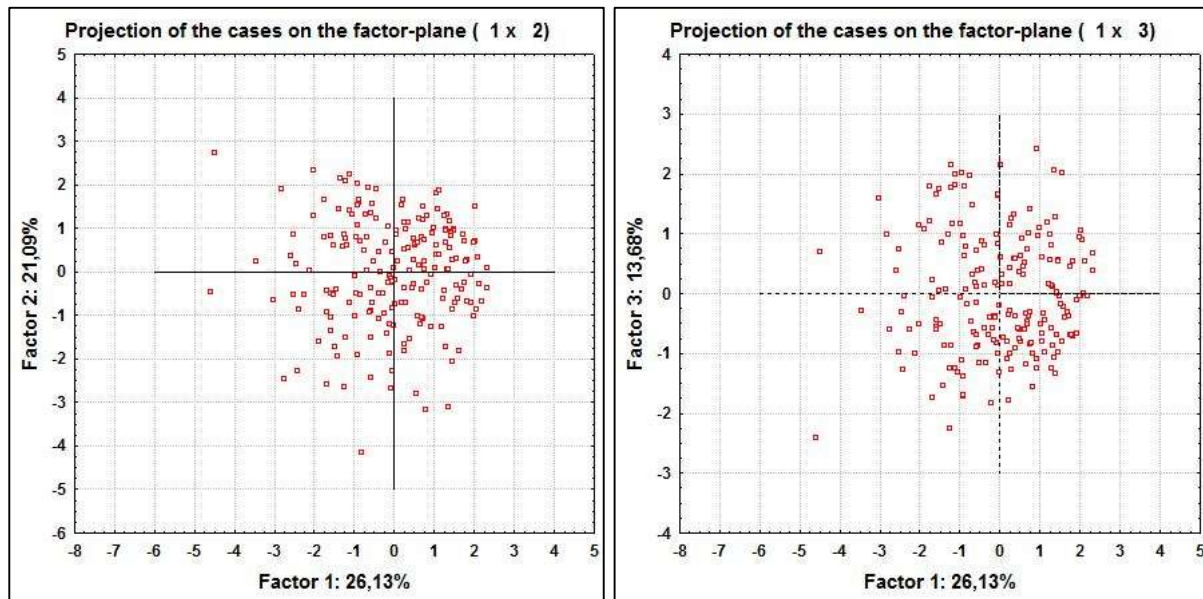 Projection of the cases on the factor-plane ( 1 x 2)
5
4
3
2
1
0
-1
-2
-3
-4
-5
-6
Factor 2: 21,09%
-8 -7 -6 -5 -4 -3 -2 -1 0 1 2 3 4 5
Factor 1: 26,13%
Projection of the cases on the factor-plane ( 1 x 3)
4
3
2
1
0
-1
-2
-3
-4
Factor 3: 13,68%
-8 -7 -6 -5 -4 -3 -2 -1 0 1 2 3 4 5
Factor 1: 26,13%